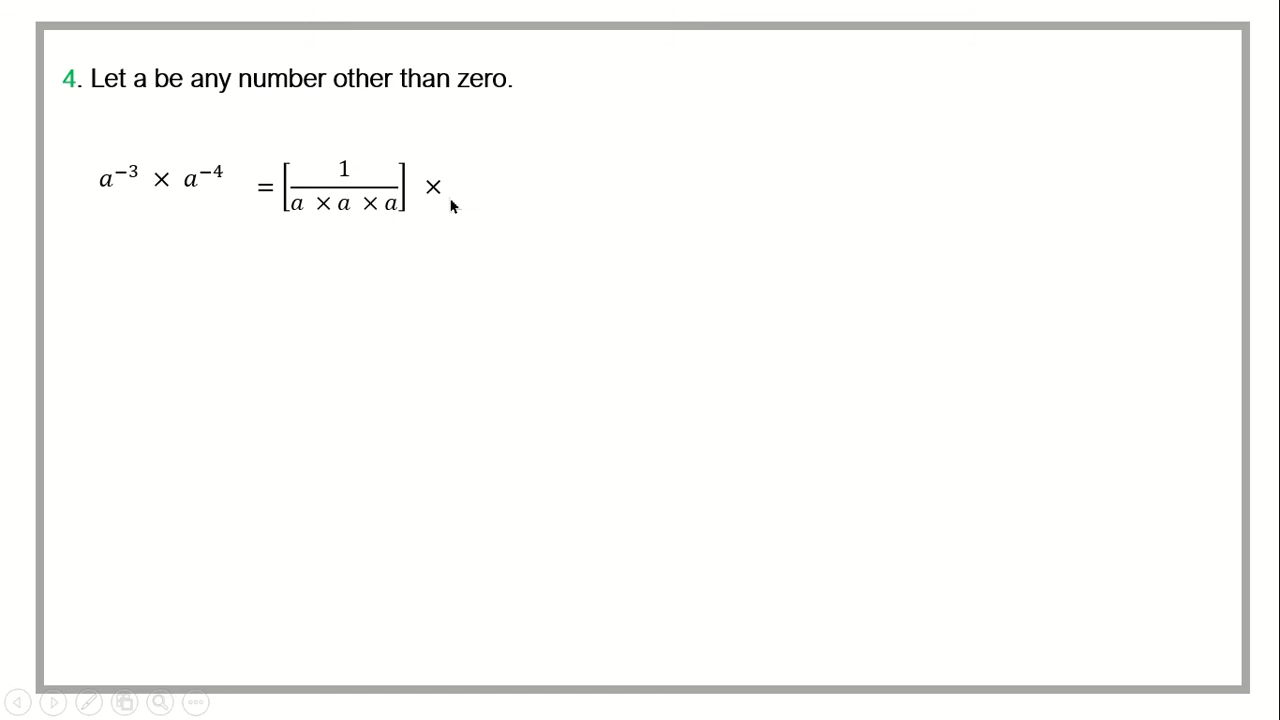 4. Let a be any number other than zero.
a⁻³ × a⁻⁴ = [1 / (a × a × a)] ×